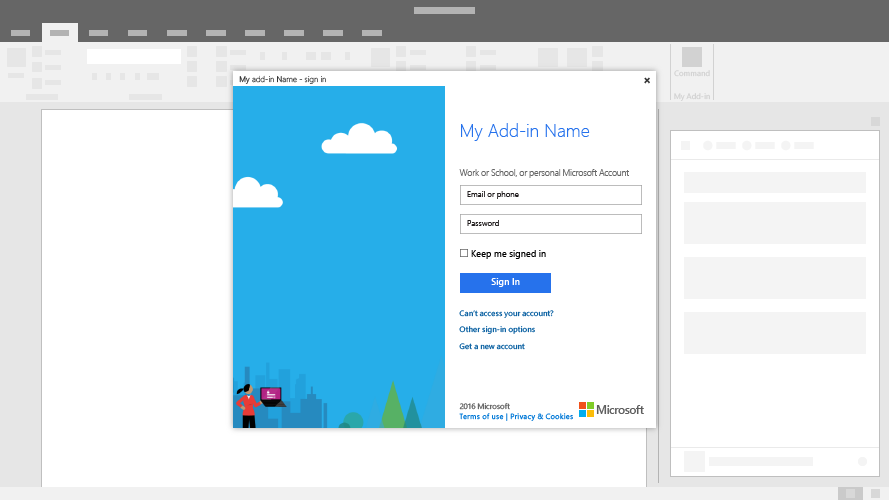 My add-in Name - sign in
Command
My Add-in
My Add-in Name
Work or School, or personal Microsoft Account
Email or phone
Password
Keep me signed in
Sign In
Can't access your account?
Other sign-in options
Get a new account
2016 Microsoft
Terms of use | Privacy & Cookies
Microsoft